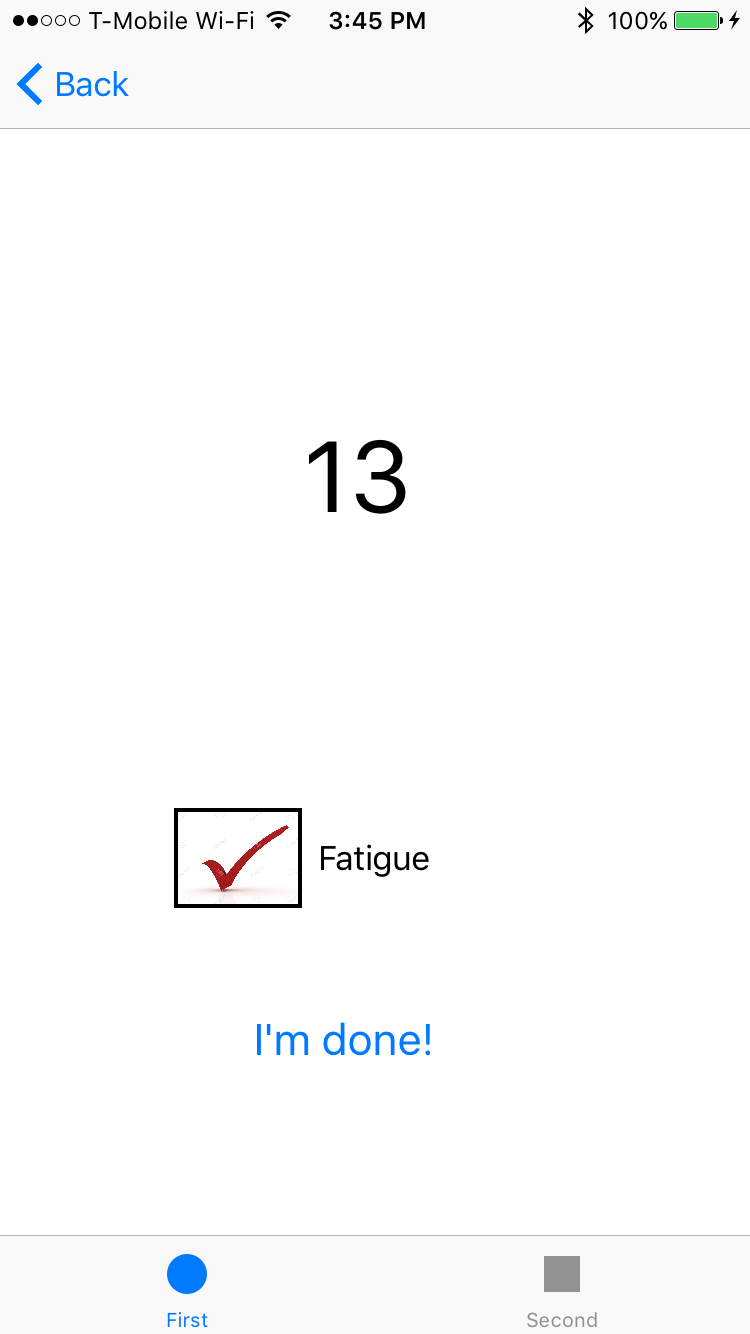 T-Mobile Wi-Fi 3:45 PM 100%
Back
13
Fatigue
I'm done!
First Second